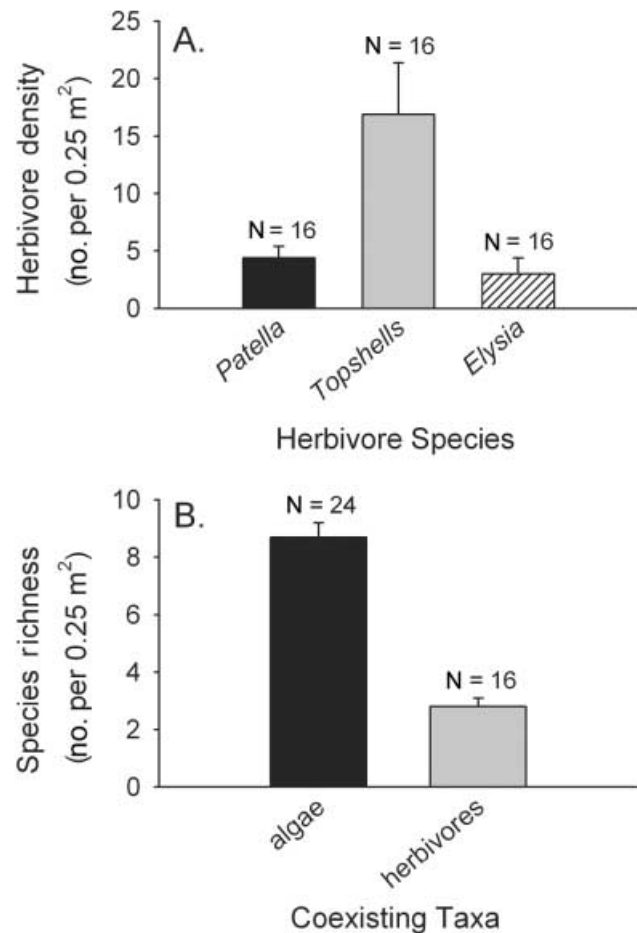 A.
Herbivore density
(no. per 0.25 m²)
25
20
15
10
5
0
N = 16
N = 16
N = 16
Patella
Topshells
Elysia
Herbivore Species
B.
Species richness
(no. per 0.25 m²)
10
8
6
4
2
0
N = 24
N = 16
algae
herbivores
Coexisting Taxa